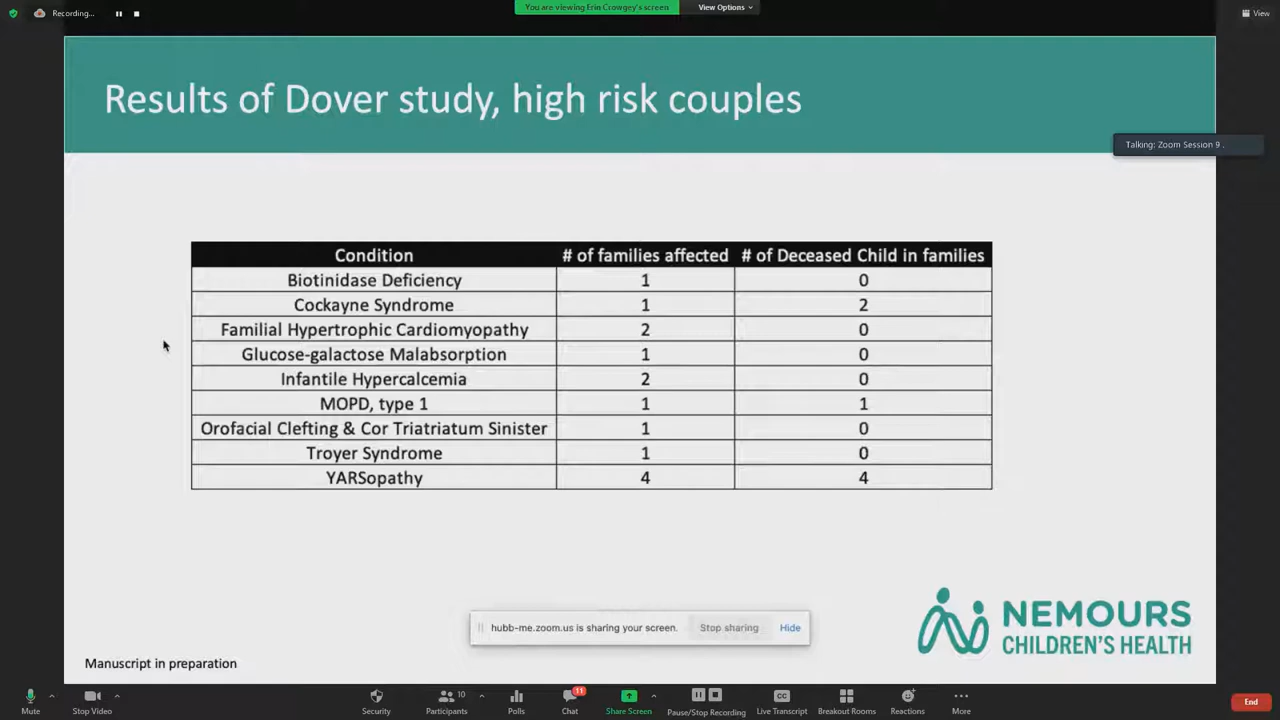 Recording...
You are viewing Erin Crowgey's screen
View Options
View
Results of Dover study, high risk couples
Talking: Zoom Session 9 .
Condition # of families affected # of Deceased Child in families
Biotinidase Deficiency 1 0
Cockayne Syndrome 1 2
Familial Hypertrophic Cardiomyopathy 2 0
Glucose-galactose Malabsorption 1 0
Infantile Hypercalcemia 2 0
MOPD, type 1 1 1
Orofacial Clefting & Cor Triatriatum Sinister 1 0
Troyer Syndrome 1 0
YARSopathy 4 4
hubb-me.zoom.us is sharing your screen. Stop sharing Hide
NEMOURS
CHILDREN'S HEALTH
Manuscript in preparation
10
11
CC
Mute Stop Video Security Participants Polls Chat Share Screen Pause/Stop Recording Live Transcript Breakout Rooms Reactions More End